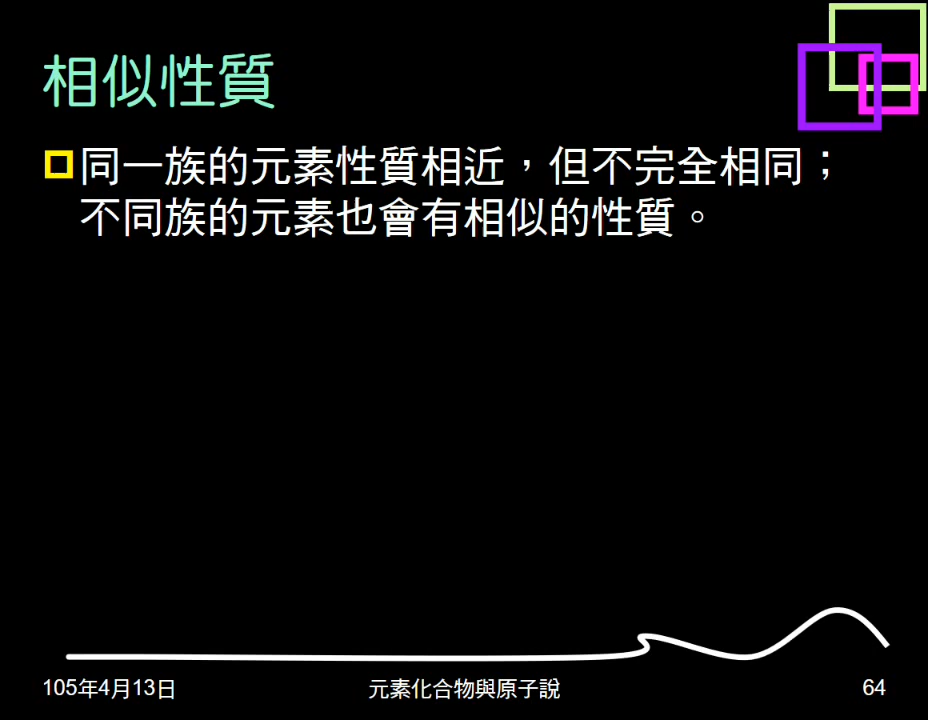 相似性質
同一族的元素性質相近，但不完全相同；
不同族的元素也會有相似的性質。
105年4月13日
元素化合物與原子說
64